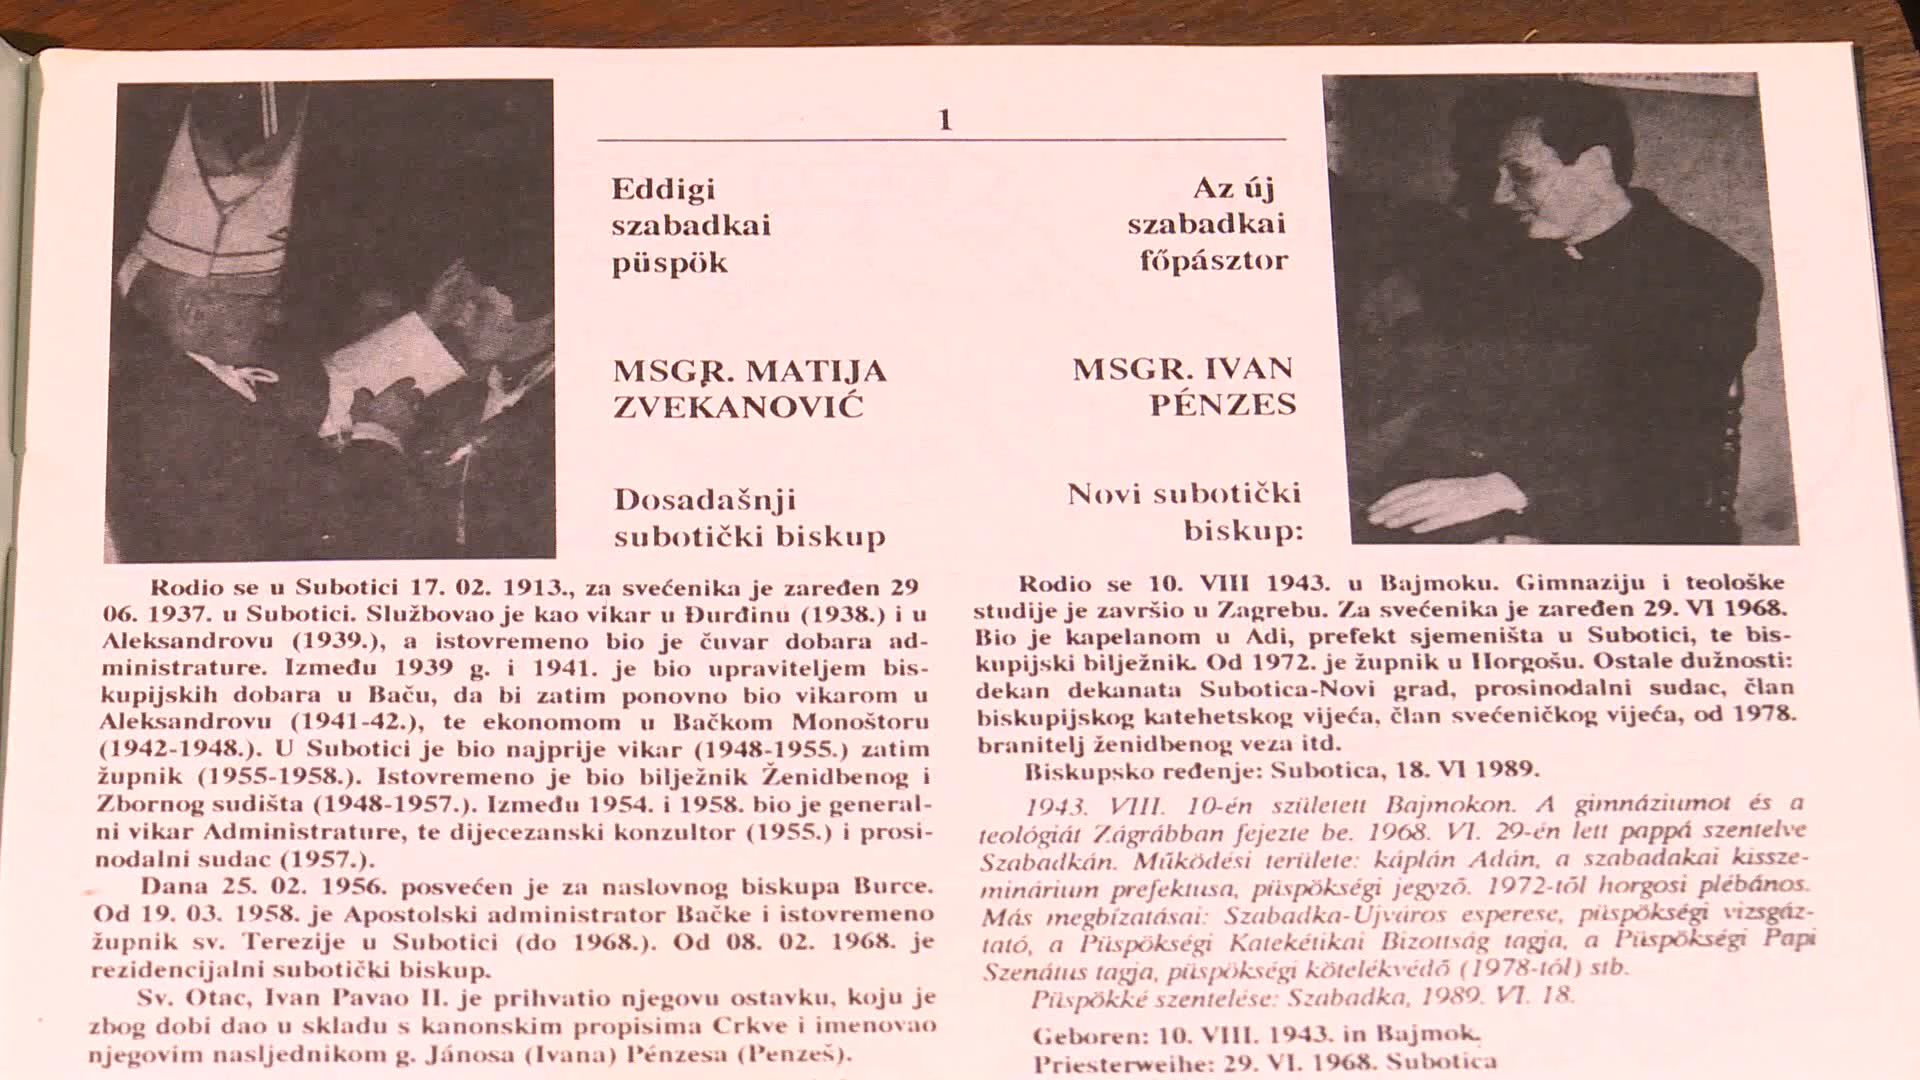 1
Eddigi
szabadkai
püspök
MSGR. MATIJA
ZVEKANOVIĆ
Dosadašnji
subotički biskup
Rodio se u Subotici 17. 02. 1913., za svećenika je zaređen 29
06. 1937. u Subotici. Službovao je kao vikar u Đurđinu (1938.) i u
Aleksandrovu (1939.), a istovremeno bio je čuvar dobara ad-
ministrature. Između 1939 g. i 1941. je bio upraviteljem bis-
kupijskih dobara u Baču, da bi zatim ponovno bio vikarom u
Aleksandrovu (1941-42.), te ekonomom u Bačkom Monoštoru
(1942-1948.). U Subotici je bio najprije vikar (1948-1955.) zatim
župnik (1955-1958.). Istovremeno je bio bilježnik Ženidbenog i
Zbornog sudišta (1948-1957.). Između 1954. i 1958. bio je general-
ni vikar Administrature, te dijecezanski konzultor (1955.) i prosi-
nodalni sudac (1957.).
Dana 25. 02. 1956. posvećen je za naslovnog biskupa Burce.
Od 19. 03. 1958. je Apostolski administrator Bačke i istovremeno
župnik sv. Terezije u Subotici (do 1968.). Od 08. 02. 1968. je
rezidencijalni subotički biskup.
Sv. Otac, Ivan Pavao II. je prihvatio njegovu ostavku, koju je
zbog dobi dao u skladu s kanonskim propisima Crkve i imenovao
njegovim nasljednikom g. Jánosa (Ivana) Pénzesa (Penzeš).
Az új
szabadkai
főpásztor
MSGR. IVAN
PÉNZES
Novi subotički
biskup:
Rodio se 10. VIII 1943. u Bajmoku. Gimnaziju i teološke
studije je završio u Zagrebu. Za svećenika je zaređen 29. VI 1968.
Bio je kapelanom u Adi, prefekt sjemeništa u Subotici, te bis-
kupijski bilježnik. Od 1972. je župnik u Horgošu. Ostale dužnosti:
dekan dekanata Subotica-Novi grad, prosinodalni sudac, član
biskupijskog katehetskog vijeća, član svećeničkog vijeća, od 1978.
branitelj ženidbenog veza itd.
Biskupsko ređenje: Subotica, 18. VI 1989.
1943. VIII. 10-én született Bajmokon. A gimnáziumot és a
teológiát Zágrábban fejezte be. 1968. VI. 29-én lett pappá szentelve
Szabadkán. Működési területe: káplán Adán, a szabadakai kissze-
minárium prefektusa, püspökségi jegyző. 1972-től horgosi plébános.
Más megbízatásai: Szabadka-Ujváros esperese, püspökségi vizsgáz-
tató, a Püspökségi Katekétikai Bizottság tagja, a Püspökségi Papi
Szenátus tagja, püspökségi kötelékvédő (1978-tól) stb.
Püspökké szentelése: Szabadka, 1989. VI. 18.
Geboren: 10. VIII. 1943. in Bajmok.
Priesterweihe: 29. VI. 1968. Subotica